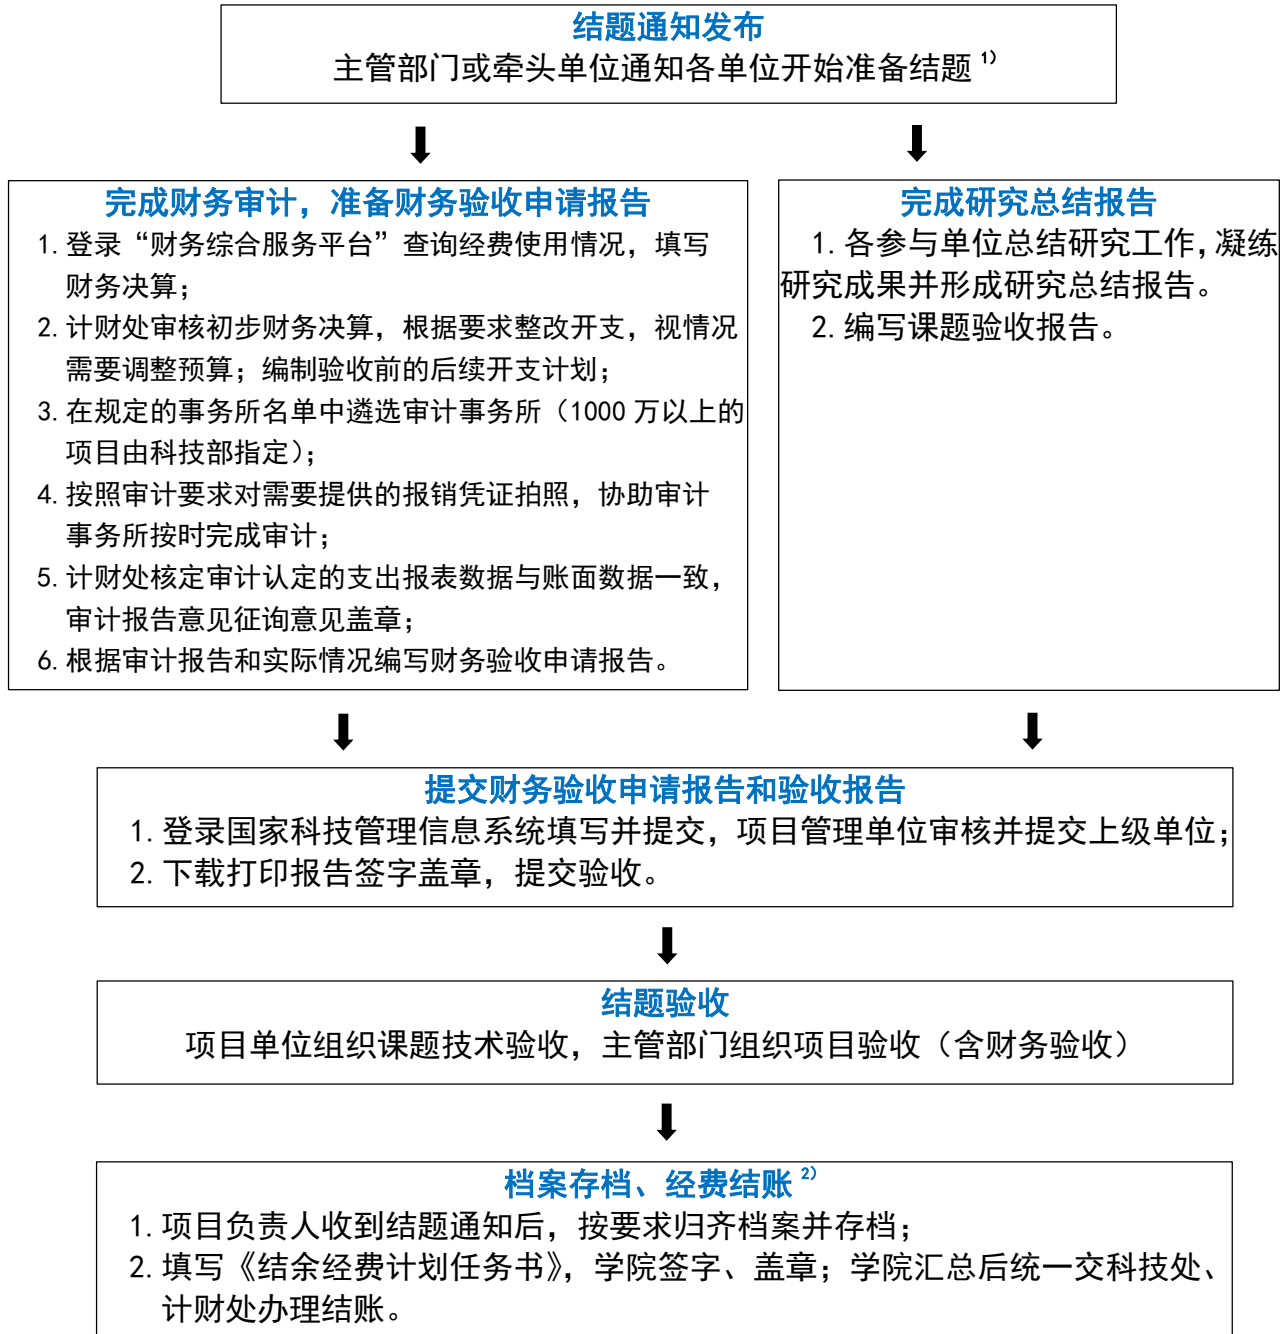 结题通知发布
主管部门或牵头单位通知各单位开始准备结题 1)
完成财务审计，准备财务验收申请报告
1. 登录“财务综合服务平台”查询经费使用情况，填写
财务决算；
2. 计财处审核初步财务决算，根据要求整改开支，视情况
需要调整预算；编制验收前的后续开支计划；
3. 在规定的事务所名单中遴选审计事务所（1000 万以上的
项目由科技部指定）；
4. 按照审计要求对需要提供的报销凭证拍照，协助审计
事务所按时完成审计；
5. 计财处核定审计认定的支出报表数据与账面数据一致，
审计报告意见征询意见盖章；
6. 根据审计报告和实际情况编写财务验收申请报告。
完成研究总结报告
1. 各参与单位总结研究工作，凝练
研究成果并形成研究总结报告。
2. 编写课题验收报告。
提交财务验收申请报告和验收报告
1. 登录国家科技管理信息系统填写并提交，项目管理单位审核并提交上级单位；
2. 下载打印报告签字盖章，提交验收。
结题验收
项目单位组织课题技术验收，主管部门组织项目验收（含财务验收）
档案存档、经费结账 2)
1. 项目负责人收到结题通知后，按要求归齐档案并存档；
2. 填写《结余经费计划任务书》，学院签字、盖章；学院汇总后统一交科技处、
计财处办理结账。